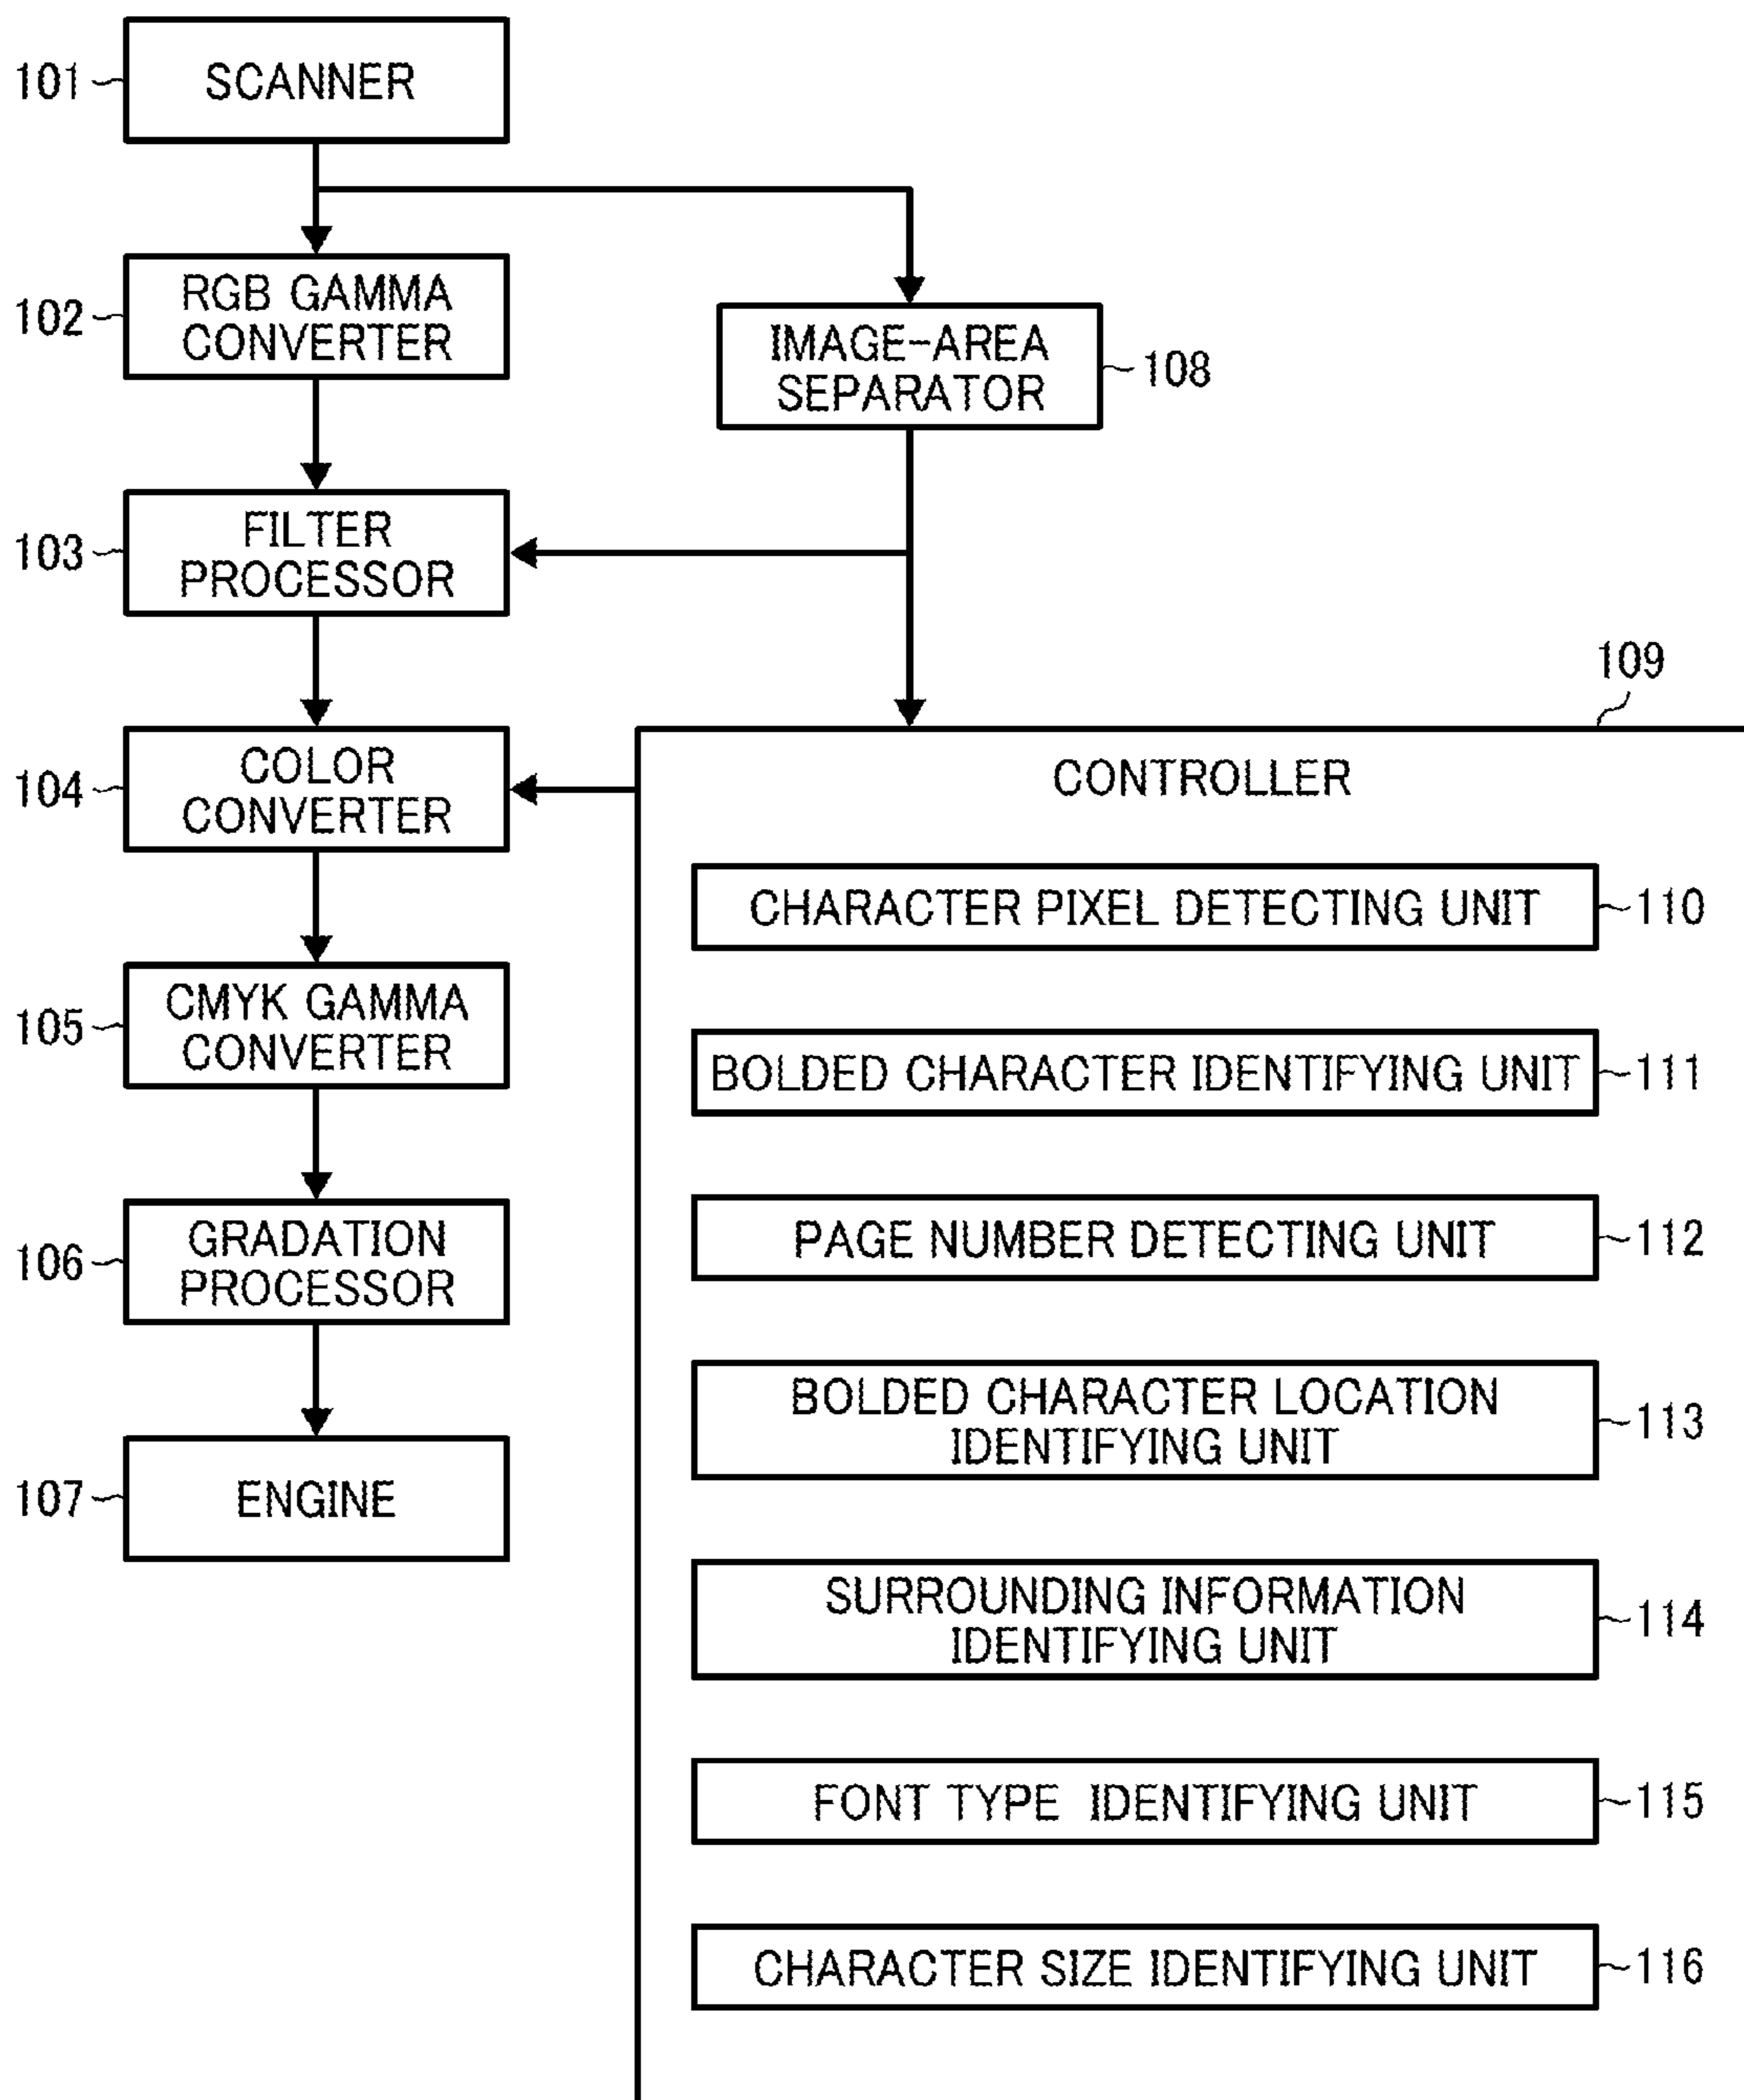 101
SCANNER
102
RGB GAMMA
CONVERTER
IMAGE-AREA
SEPARATOR
108
103
FILTER
PROCESSOR
109
104
COLOR
CONVERTER
CONTROLLER
CHARACTER PIXEL DETECTING UNIT
110
105
CMYK GAMMA
CONVERTER
BOLDED CHARACTER IDENTIFYING UNIT
111
106
GRADATION
PROCESSOR
PAGE NUMBER DETECTING UNIT
112
BOLDED CHARACTER LOCATION
IDENTIFYING UNIT
113
107
ENGINE
SURROUNDING INFORMATION
IDENTIFYING UNIT
114
FONT TYPE IDENTIFYING UNIT
115
CHARACTER SIZE IDENTIFYING UNIT
116